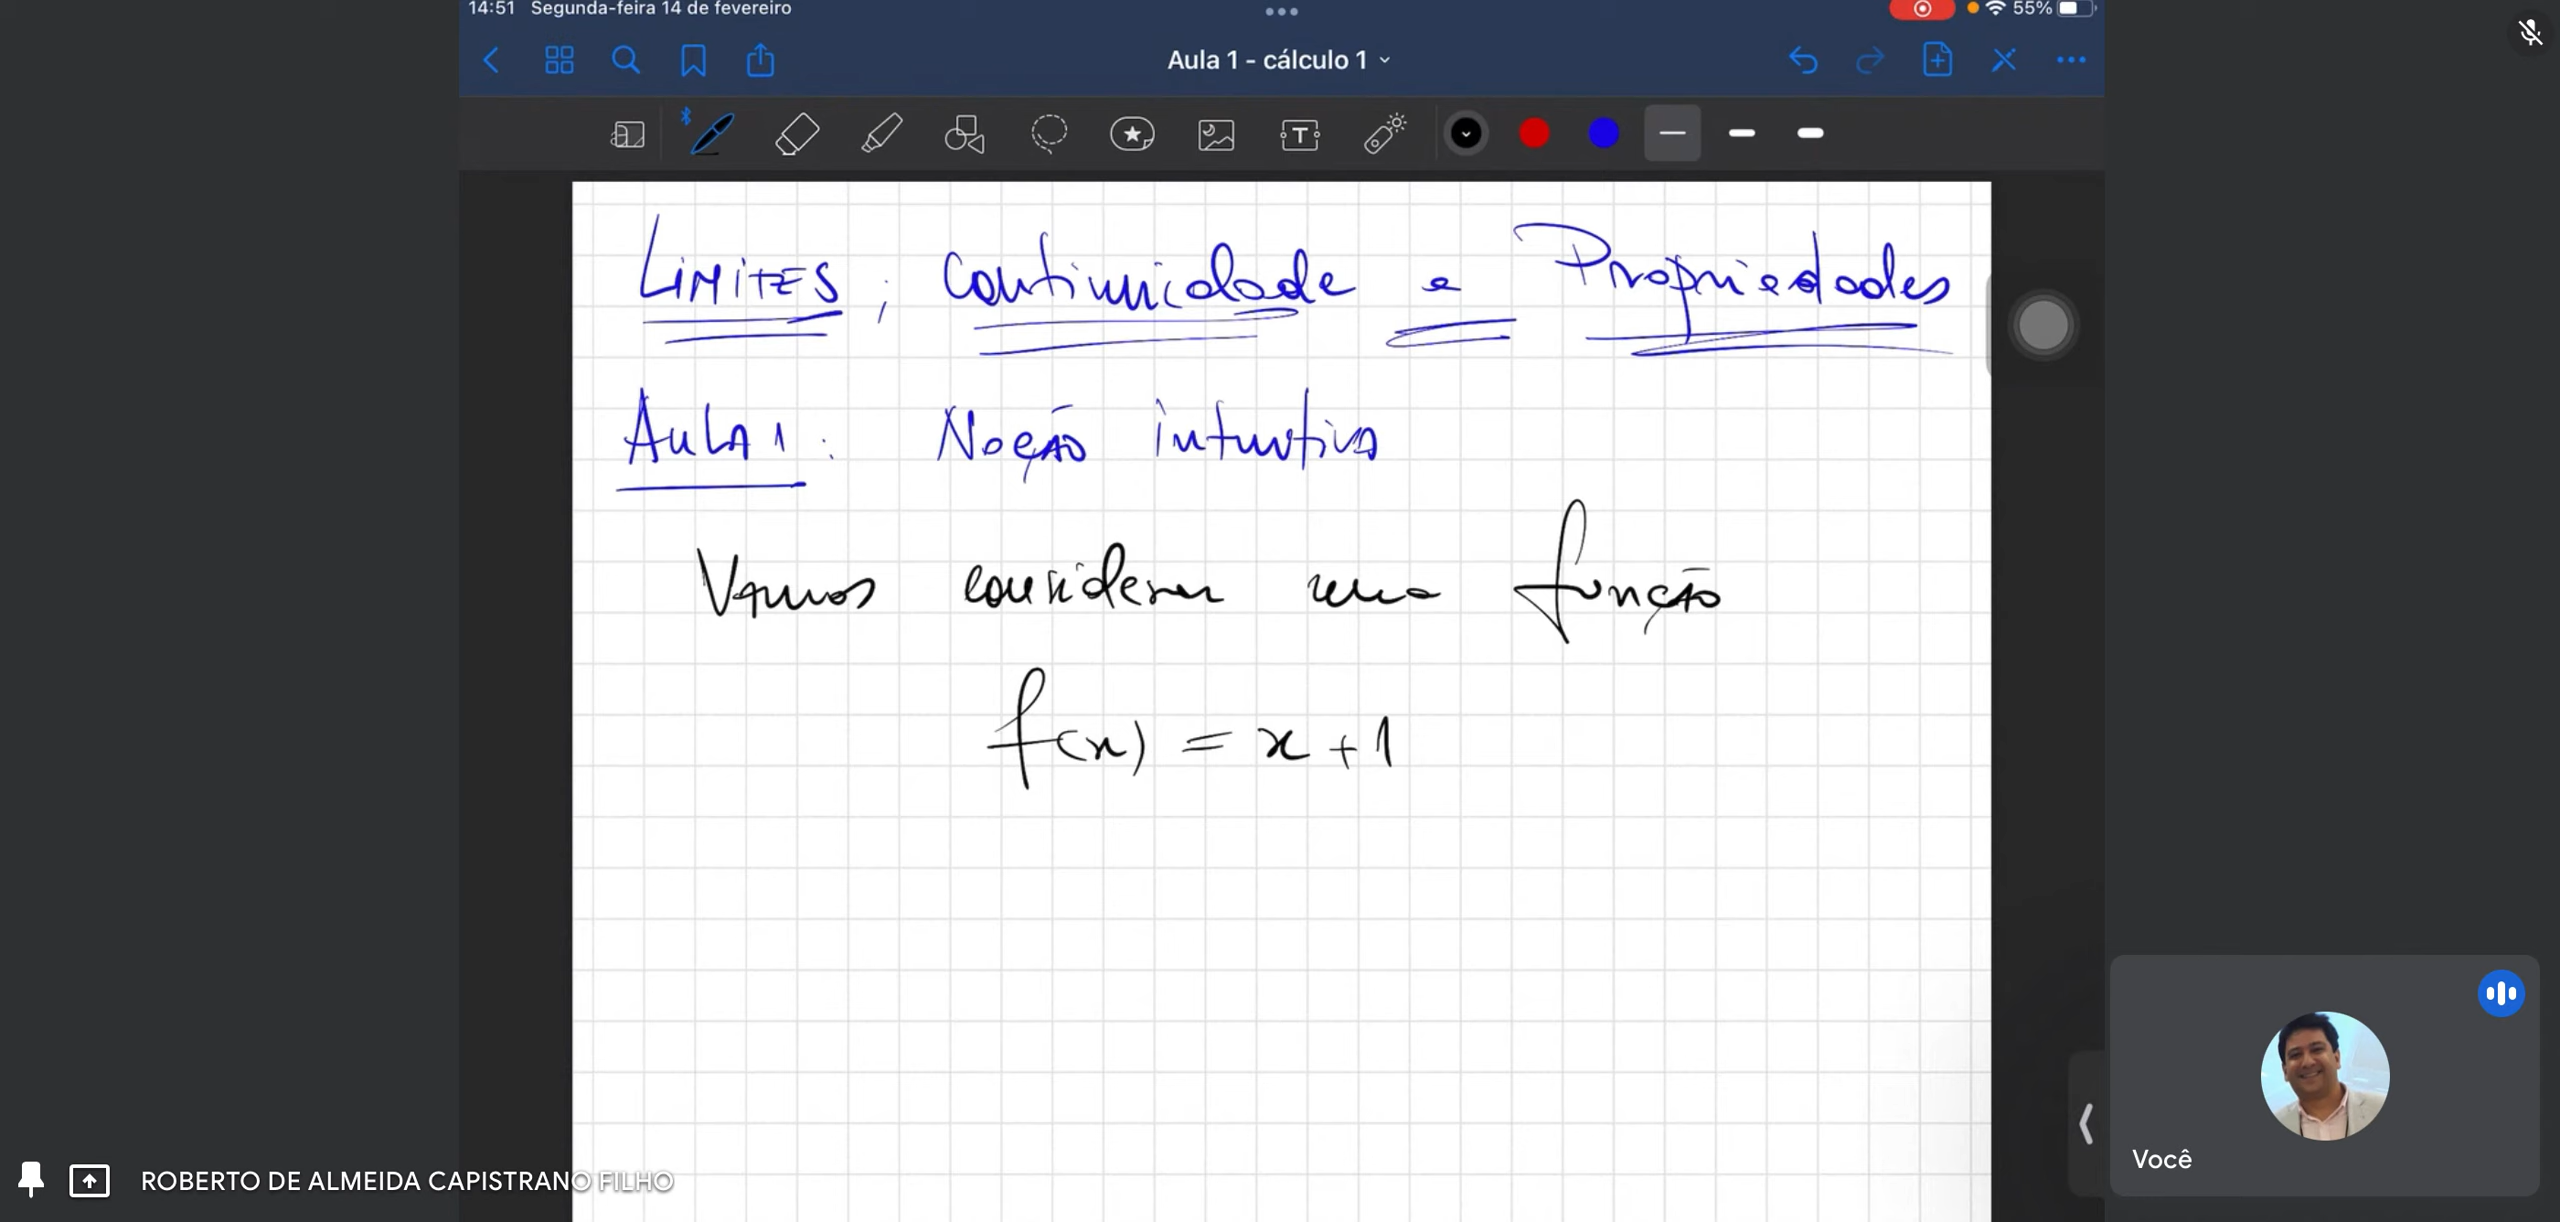 14:51 Segunda-feira 14 de fevereiro
55%
Aula 1 - cálculo 1
LIMITES, Continuidade e Propriedades
AULA 1: Noção intuitiva
Vamos considerar uma função
f(x) = x + 1
Você
ROBERTO DE ALMEIDA CAPISTRANO FILHO